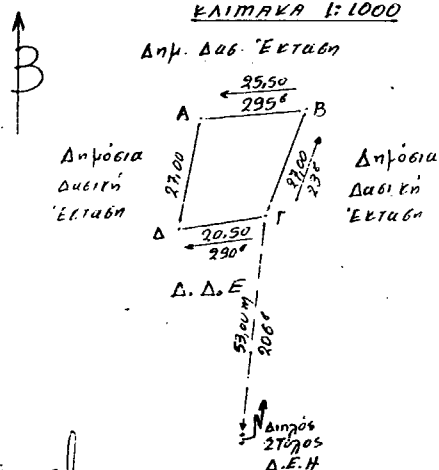 ΚΛΙΜΑΚΑ 1:1000
Β
Δημ. Δασ. Έκταση
25,50
295ᵍ
Α
Β
Δημόσια
Δασική
Έκταση
27,00
27,00
23ᵍ
Δημόσια
Δασική
Έκταση
Δ
Γ
20,50
290ᵍ
Δ.Δ.Ε
53,00 m
206ᵍ
Διπλός
Στύλος
Δ.Ε.Η